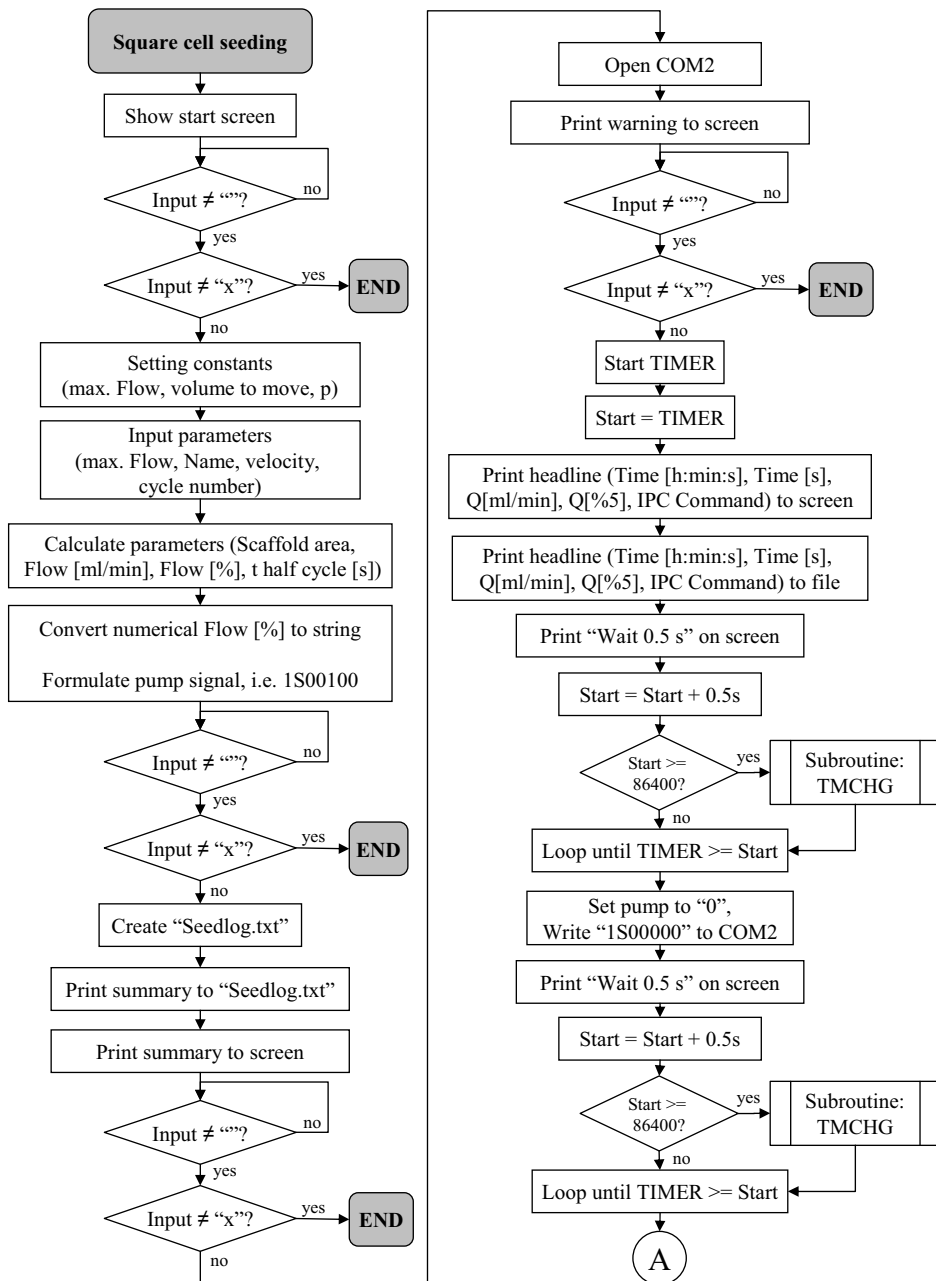 Square cell seeding
Show start screen
Input ≠ “”?
no
yes
Input ≠ “x”?
yes
END
no
Setting constants
(max. Flow, volume to move, p)
Input parameters
(max. Flow, Name, velocity,
cycle number)
Calculate parameters (Scaffold area,
Flow [ml/min], Flow [%], t half cycle [s])
Convert numerical Flow [%] to string
Formulate pump signal, i.e. 1S00100
Input ≠ “”?
no
yes
Input ≠ “x”?
yes
END
no
Create “Seedlog.txt”
Print summary to “Seedlog.txt”
Print summary to screen
Input ≠ “”?
no
yes
Input ≠ “x”?
yes
END
no
Open COM2
Print warning to screen
Input ≠ “”?
no
yes
Input ≠ “x”?
yes
END
no
Start TIMER
Start = TIMER
Print headline (Time [h:min:s], Time [s],
Q[ml/min], Q[%5], IPC Command) to screen
Print headline (Time [h:min:s], Time [s],
Q[ml/min], Q[%5], IPC Command) to file
Print “Wait 0.5 s” on screen
Start = Start + 0.5s
Start >=
86400?
yes
Subroutine:
TMCHG
no
Loop until TIMER >= Start
Set pump to “0”,
Write “1S00000” to COM2
Print “Wait 0.5 s” on screen
Start = Start + 0.5s
Start >=
86400?
yes
Subroutine:
TMCHG
no
Loop until TIMER >= Start
A